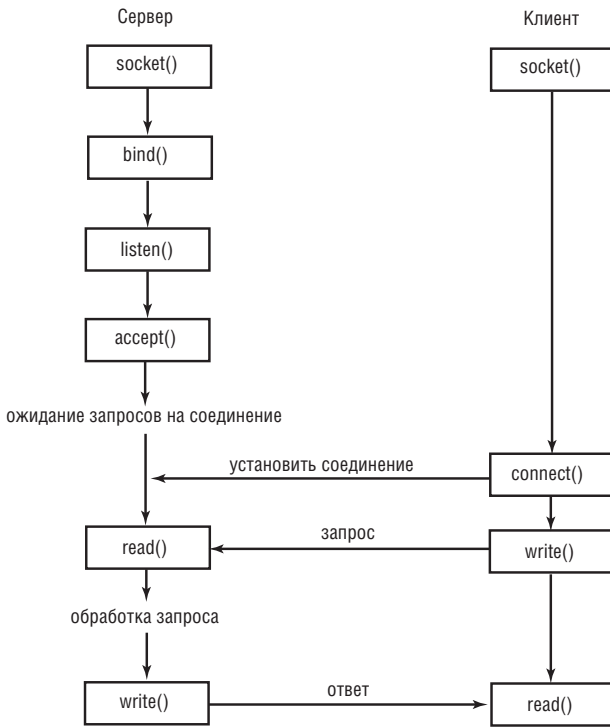 Сервер
Клиент
socket()
socket()
bind()
listen()
accept()
ожидание запросов на соединение
установить соединение
connect()
read()
запрос
write()
обработка запроса
write()
ответ
read()